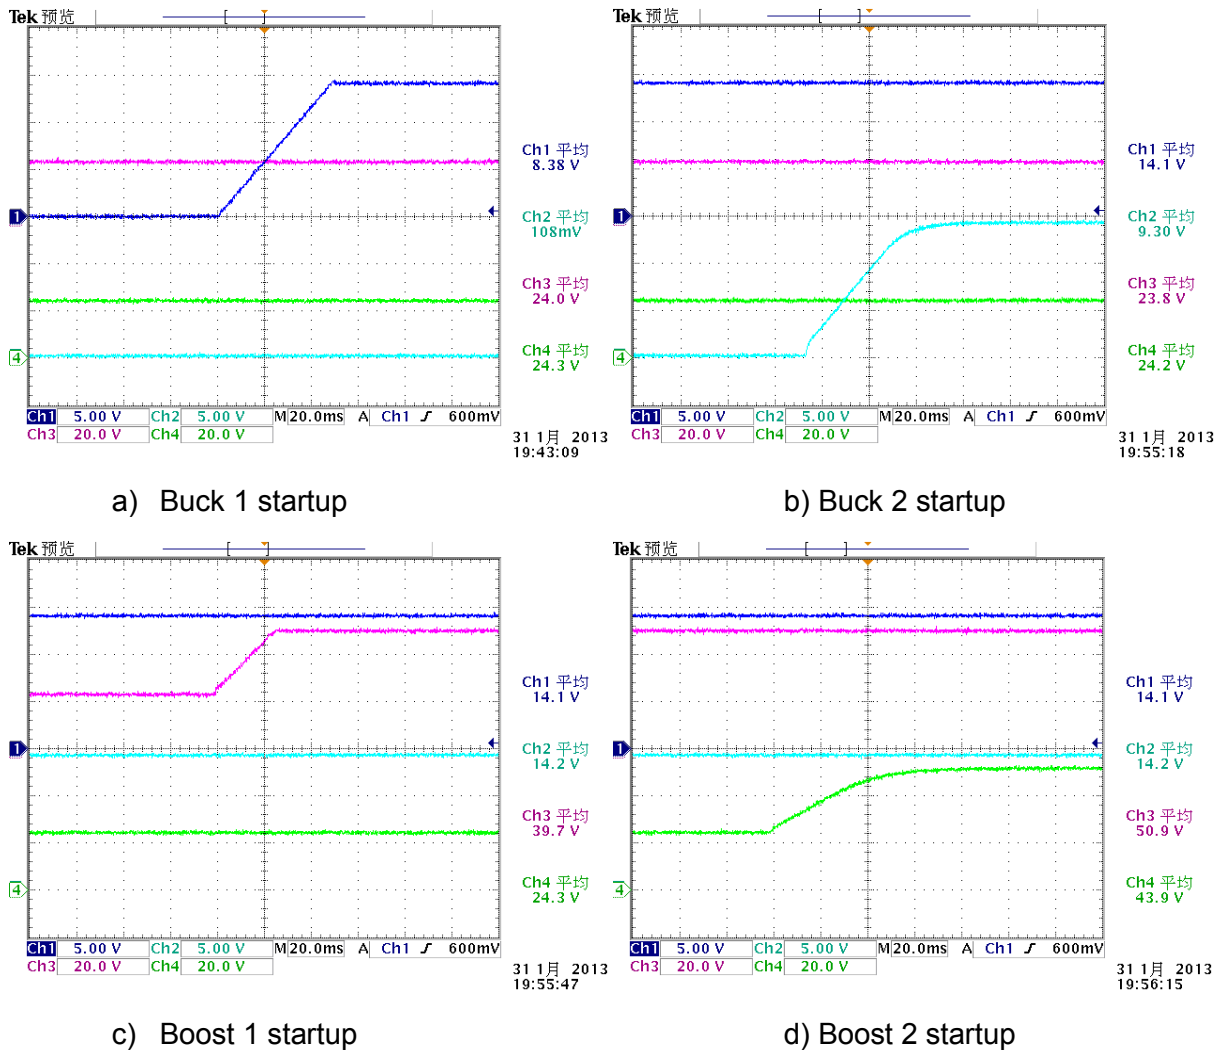 Tek 预览
1
4
Ch1 平均
8.38 V
Ch2 平均
108mV
Ch3 平均
24.0 V
Ch4 平均
24.3 V
Ch1 5.00 V Ch2 5.00 V M 20.0ms A Ch1 ƒ 600mV
Ch3 20.0 V Ch4 20.0 V
31 1月 2013
19:43:09
a) Buck 1 startup
Tek 预览
1
4
Ch1 平均
14.1 V
Ch2 平均
9.30 V
Ch3 平均
23.8 V
Ch4 平均
24.2 V
Ch1 5.00 V Ch2 5.00 V M 20.0ms A Ch1 ƒ 600mV
Ch3 20.0 V Ch4 20.0 V
31 1月 2013
19:55:18
b) Buck 2 startup
Tek 预览
1
4
Ch1 平均
14.1 V
Ch2 平均
14.2 V
Ch3 平均
39.7 V
Ch4 平均
24.3 V
Ch1 5.00 V Ch2 5.00 V M 20.0ms A Ch1 ƒ 600mV
Ch3 20.0 V Ch4 20.0 V
31 1月 2013
19:55:47
c) Boost 1 startup
Tek 预览
1
4
Ch1 平均
14.1 V
Ch2 平均
14.2 V
Ch3 平均
50.9 V
Ch4 平均
43.9 V
Ch1 5.00 V Ch2 5.00 V M 20.0ms A Ch1 ƒ 600mV
Ch3 20.0 V Ch4 20.0 V
31 1月 2013
19:56:15
d) Boost 2 startup